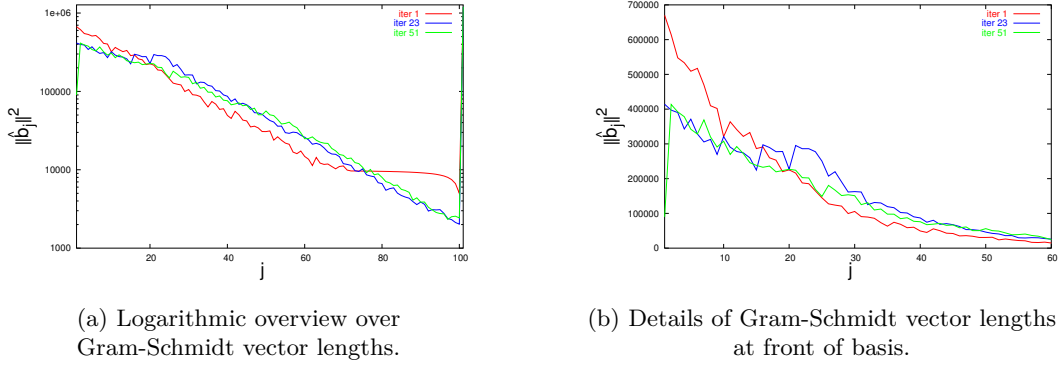 1e+06
100000
10000
1000
‖b̂ⱼ‖²
0 20 40 60 80 100
j
iter 1
iter 23
iter 51
(a) Logarithmic overview over
Gram-Schmidt vector lengths.
700000
600000
500000
400000
300000
200000
100000
0
‖b̂ⱼ‖²
10 20 30 40 50 60
j
iter 1
iter 23
iter 51
(b) Details of Gram-Schmidt vector lengths
at front of basis.